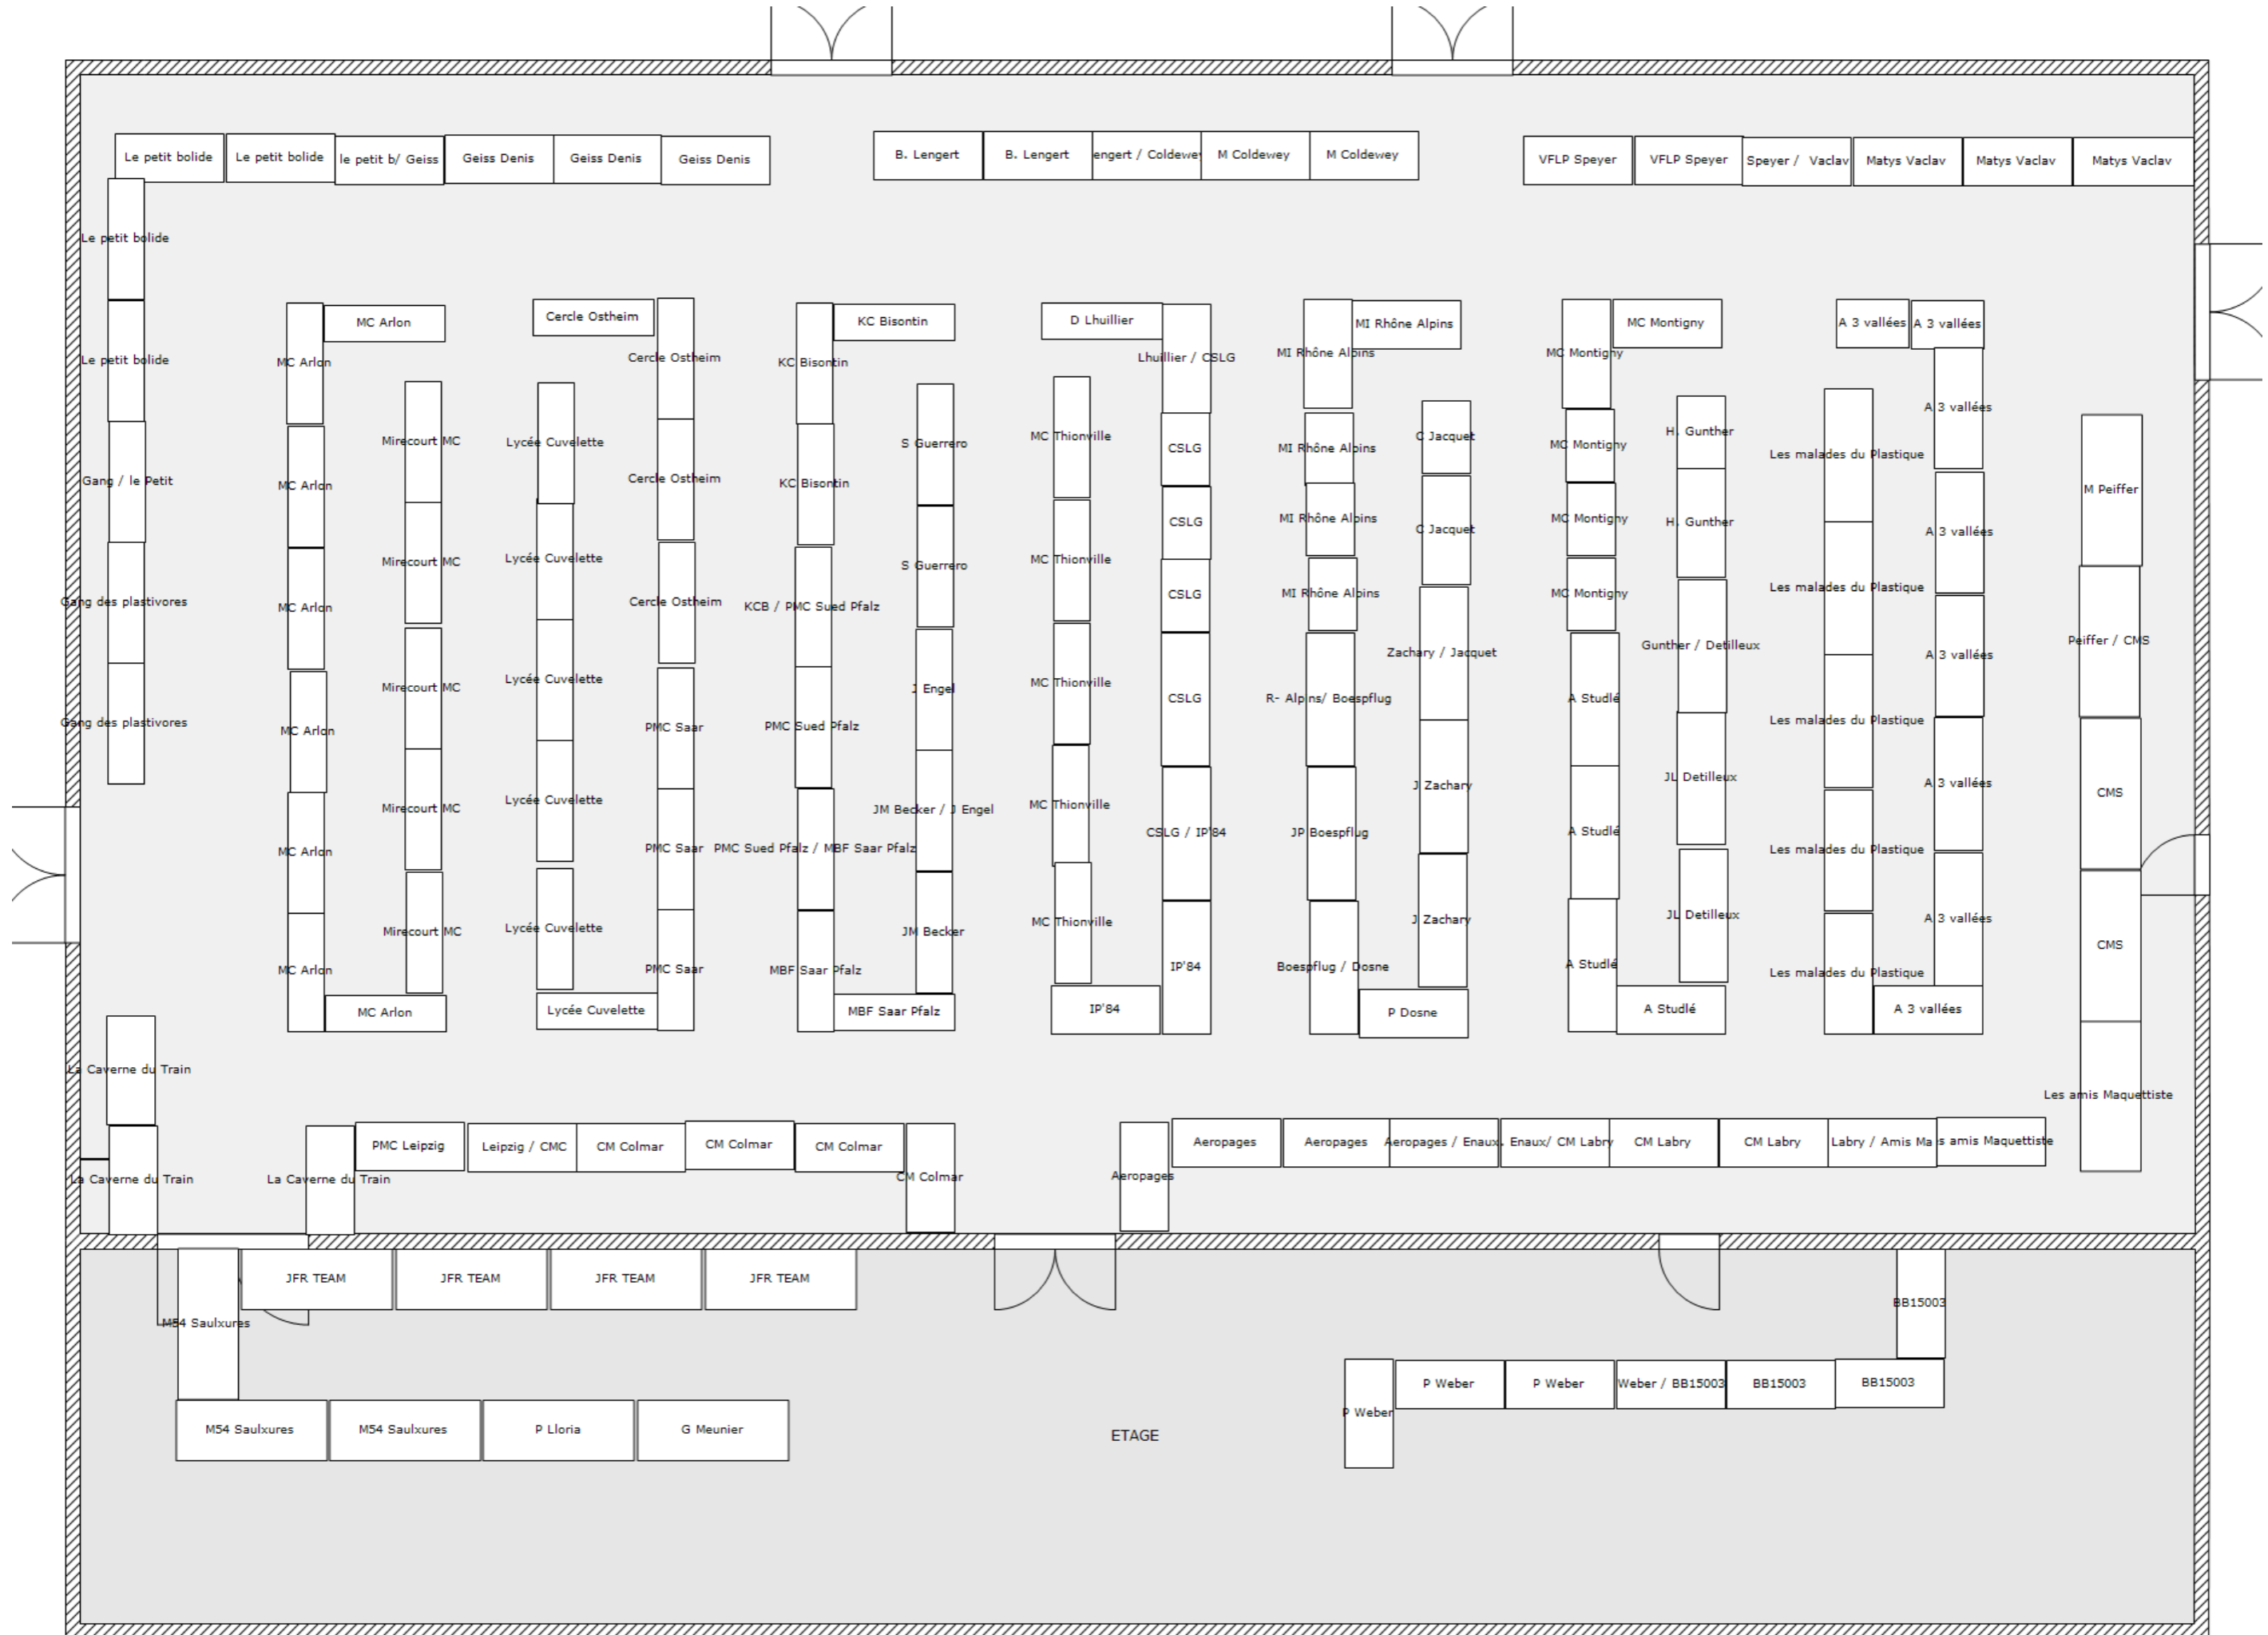 Le petit bolide
Le petit bolide
le petit b/ Geiss
Geiss Denis
Geiss Denis
Geiss Denis
B. Lengert
B. Lengert
engert / Coldewey
M Coldewey
M Coldewey
VFLP Speyer
VFLP Speyer
Speyer / Vaclav
Matys Vaclav
Matys Vaclav
Matys Vaclav
Le petit bolide
Le petit bolide
Gang / le Petit
Gang des plastivores
Gang des plastivores
MC Arlon
MC Arlon
MC Arlon
MC Arlon
MC Arlon
MC Arlon
MC Arlon
MC Arlon
Mirecourt MC
Mirecourt MC
Mirecourt MC
Mirecourt MC
Mirecourt MC
Cercle Ostheim
Lycée Cuvelette
Lycée Cuvelette
Lycée Cuvelette
Lycée Cuvelette
Lycée Cuvelette
Lycée Cuvelette
Cercle Ostheim
Cercle Ostheim
Cercle Ostheim
PMC Saar
PMC Saar
PMC Saar
KC Bisontin
KC Bisontin
KC Bisontin
KCB / PMC Sued Pfalz
PMC Sued Pfalz
PMC Sued Pfalz / MBF Saar Pfalz
MBF Saar Pfalz
MBF Saar Pfalz
S Guerrero
S Guerrero
J Engel
JM Becker / J Engel
JM Becker
D Lhuillier
MC Thionville
MC Thionville
MC Thionville
MC Thionville
MC Thionville
IP'84
Lhuillier / CSLG
CSLG
CSLG
CSLG
CSLG
CSLG / IP'84
IP'84
MI Rhône Alpins
MI Rhône Alpins
MI Rhône Alpins
MI Rhône Alpins
MI Rhône Alpins
R- Alpins/ Boespflug
JP Boespflug
Boespflug / Dosne
P Dosne
C Jacquet
C Jacquet
Zachary / Jacquet
J Zachary
J Zachary
MC Montigny
MC Montigny
MC Montigny
MC Montigny
MC Montigny
A Studlé
A Studlé
A Studlé
A Studlé
H. Gunther
H. Gunther
Gunther / Detilleux
JL Detilleux
JL Detilleux
A 3 vallées
A 3 vallées
Les malades du Plastique
Les malades du Plastique
Les malades du Plastique
Les malades du Plastique
Les malades du Plastique
A 3 vallées
A 3 vallées
A 3 vallées
A 3 vallées
A 3 vallées
A 3 vallées
M Peiffer
Peiffer / CMS
CMS
CMS
Les amis Maquettiste
La Caverne du Train
La Caverne du Train
La Caverne du Train
PMC Leipzig
Leipzig / CMC
CM Colmar
CM Colmar
CM Colmar
CM Colmar
Aeropages
Aeropages
Aeropages
Aeropages / Enaux
. Enaux/ CM Labry
CM Labry
CM Labry
Labry / Amis Ma
s amis Maquettiste
M54 Saulxures
JFR TEAM
JFR TEAM
JFR TEAM
JFR TEAM
M54 Saulxures
M54 Saulxures
P Lloria
G Meunier
ETAGE
P Weber
P Weber
P Weber
Weber / BB15003
BB15003
BB15003
BB15003